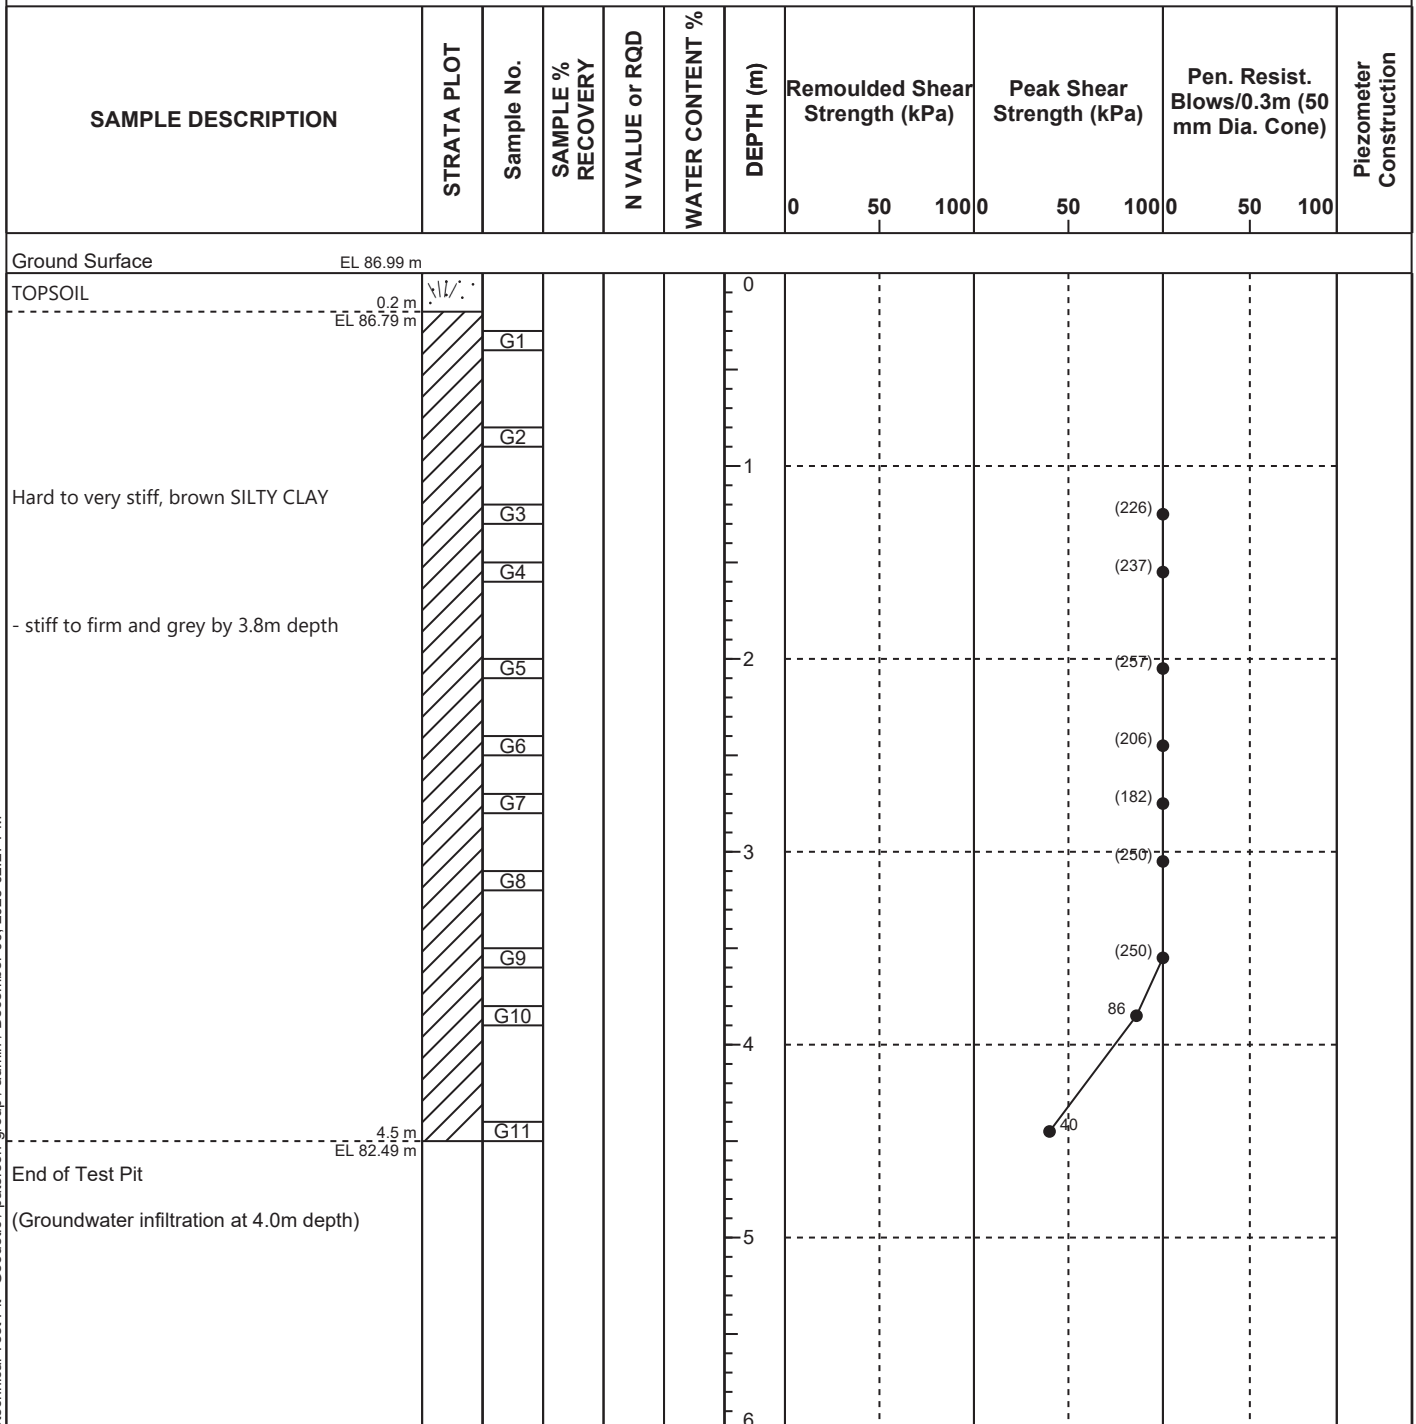 SAMPLE DESCRIPTION
STRATA PLOT
Sample No.
SAMPLE %
RECOVERY
N VALUE or RQD
WATER CONTENT %
DEPTH (m)
Remoulded Shear
Strength (kPa)
0 50 100
Peak Shear
Strength (kPa)
0 50 100
Pen. Resist.
Blows/0.3m (50
mm Dia. Cone)
0 50 100
Piezometer
Construction
Ground Surface EL 86.99 m
TOPSOIL
0.2 m
EL 86.79 m
Hard to very stiff, brown SILTY CLAY
- stiff to firm and grey by 3.8m depth
4.5 m
EL 82.49 m
End of Test Pit
(Groundwater infiltration at 4.0m depth)
G1
G2
G3
G4
G5
G6
G7
G8
G9
G10
G11
0
1
2
3
4
5
6
(226)
(237)
(257)
(206)
(182)
(250)
(250)
86
40